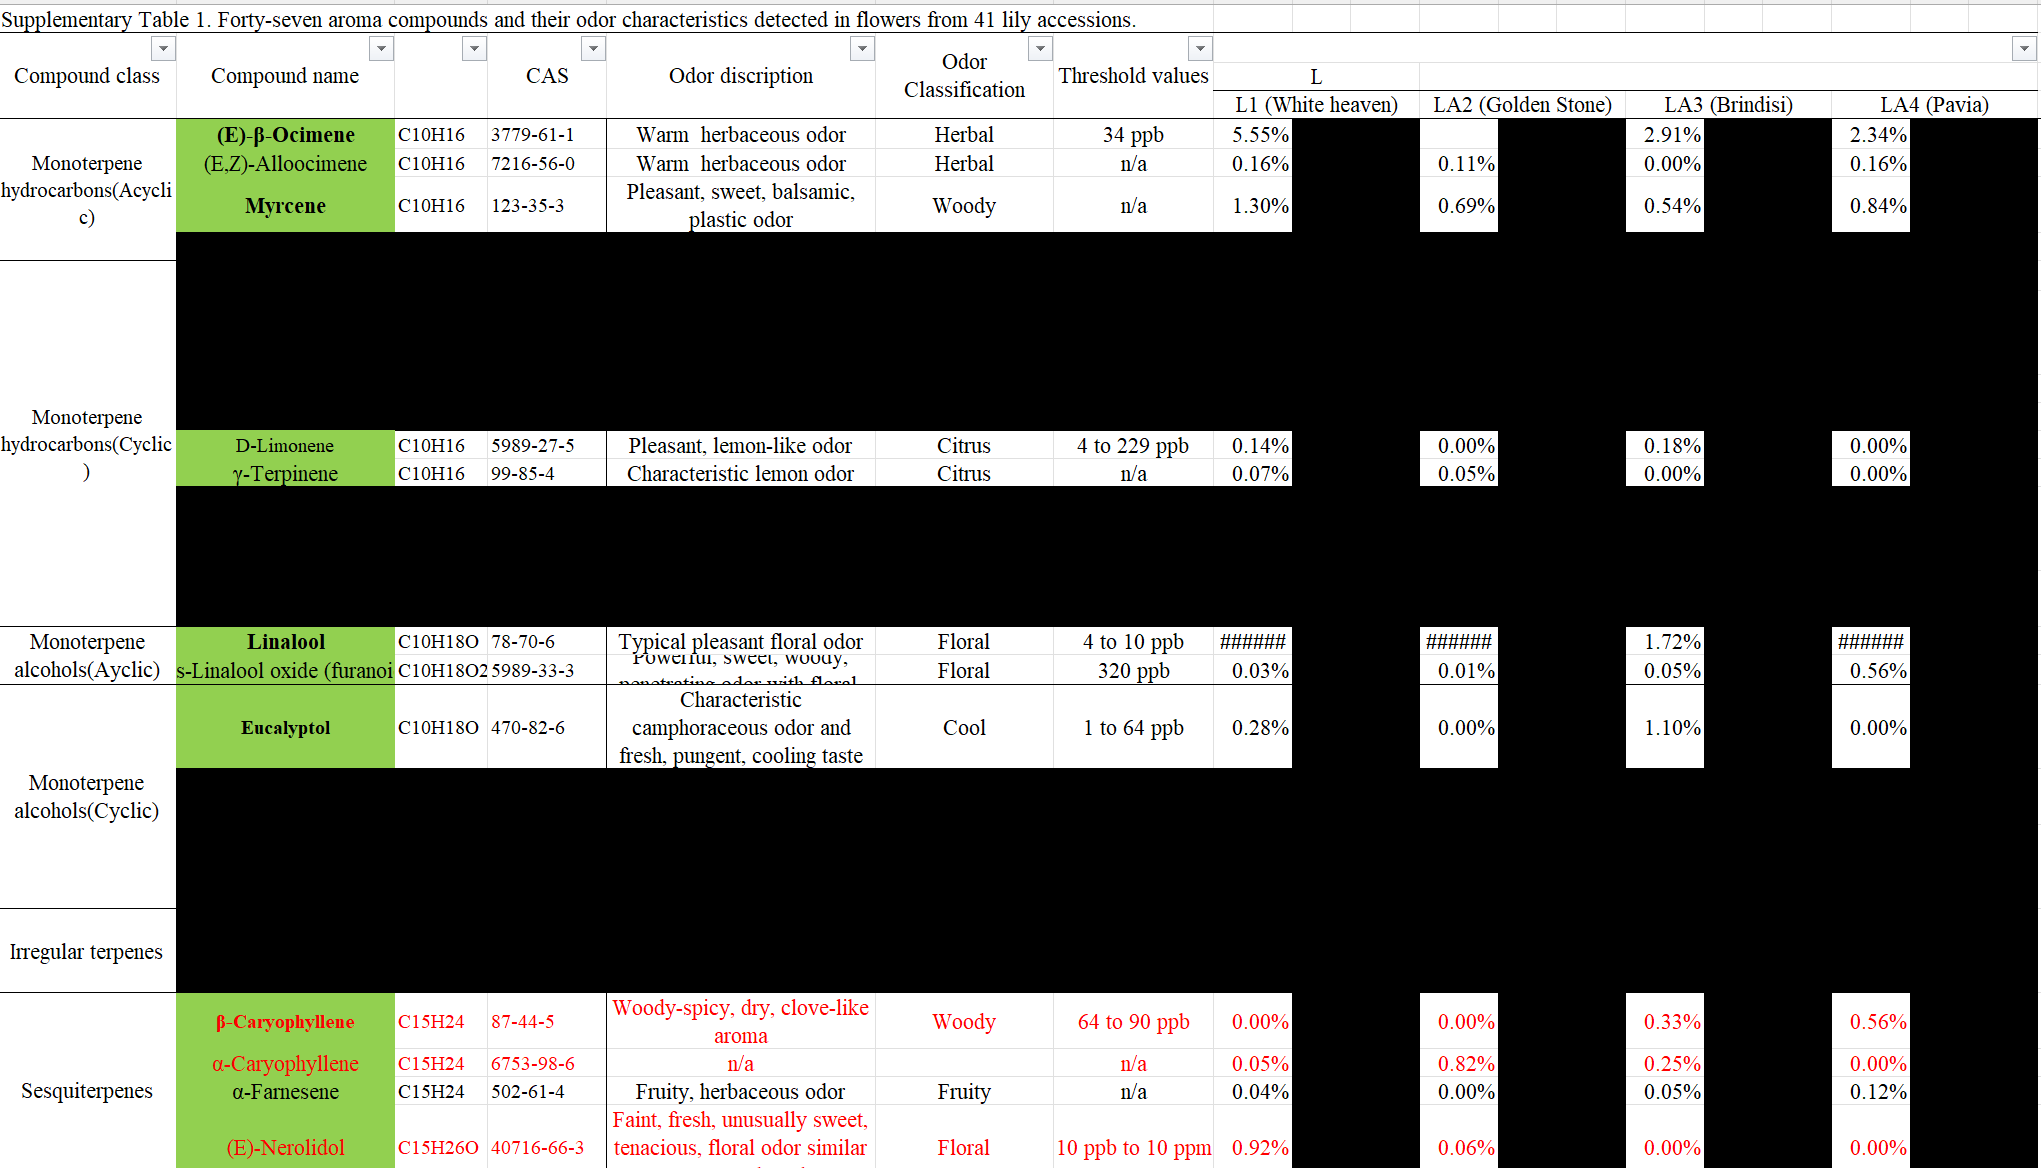 Supplementary Table 1. Forty-seven aroma compounds and their odor characteristics detected in flowers from 41 lily accessions.
Compound class Compound name CAS Odor discription Odor Classification Threshold values L
L1 (White heaven) LA2 (Golden Stone) LA3 (Brindisi) LA4 (Pavia)
Monoterpene hydrocarbons(Acyclic)
(E)-β-Ocimene C10H16 3779-61-1 Warm herbaceous odor Herbal 34 ppb 5.55% 2.91% 2.34%
(E,Z)-Alloocimene C10H16 7216-56-0 Warm herbaceous odor Herbal n/a 0.16% 0.11% 0.00% 0.16%
Myrcene C10H16 123-35-3 Pleasant, sweet, balsamic, plastic odor Woody n/a 1.30% 0.69% 0.54% 0.84%
Monoterpene hydrocarbons(Cyclic)
D-Limonene C10H16 5989-27-5 Pleasant, lemon-like odor Citrus 4 to 229 ppb 0.14% 0.00% 0.18% 0.00%
γ-Terpinene C10H16 99-85-4 Characteristic lemon odor Citrus n/a 0.07% 0.05% 0.00% 0.00%
Monoterpene alcohols(Ayclic)
Linalool C10H18O 78-70-6 Typical pleasant floral odor Floral 4 to 10 ppb ###### ###### 1.72% ######
s-Linalool oxide (furanoi C10H18O2 5989-33-3 Powerful, sweet, woody, penetrating odor with floral Floral 320 ppb 0.03% 0.01% 0.05% 0.56%
Monoterpene alcohols(Cyclic)
Eucalyptol C10H18O 470-82-6 Characteristic camphoraceous odor and fresh, pungent, cooling taste Cool 1 to 64 ppb 0.28% 0.00% 1.10% 0.00%
Irregular terpenes
Sesquiterpenes
β-Caryophyllene C15H24 87-44-5 Woody-spicy, dry, clove-like aroma Woody 64 to 90 ppb 0.00% 0.00% 0.33% 0.56%
α-Caryophyllene C15H24 6753-98-6 n/a n/a 0.05% 0.82% 0.25% 0.00%
α-Farnesene C15H24 502-61-4 Fruity, herbaceous odor Fruity n/a 0.04% 0.00% 0.05% 0.12%
(E)-Nerolidol C15H26O 40716-66-3 Faint, fresh, unusually sweet, tenacious, floral odor similar Floral 10 ppb to 10 ppm 0.92% 0.06% 0.00% 0.00%